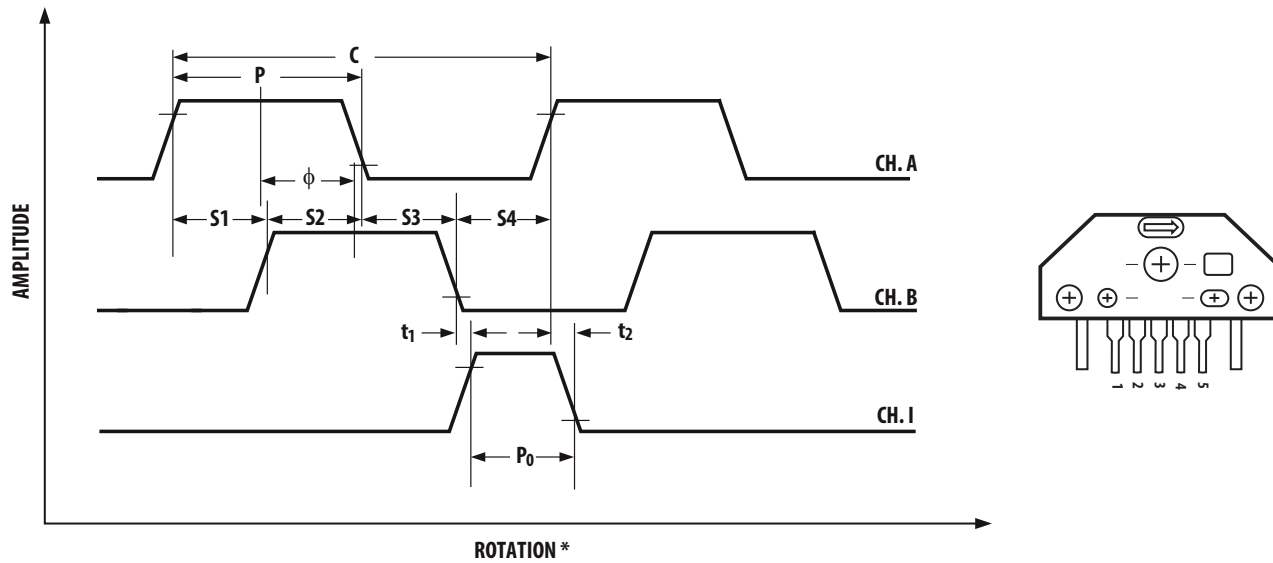 C
P
CH. A
ϕ
S1 S2 S3 S4
AMPLITUDE
CH. B
t1 t2
CH. I
P0
ROTATION *
1 2 3 4 5